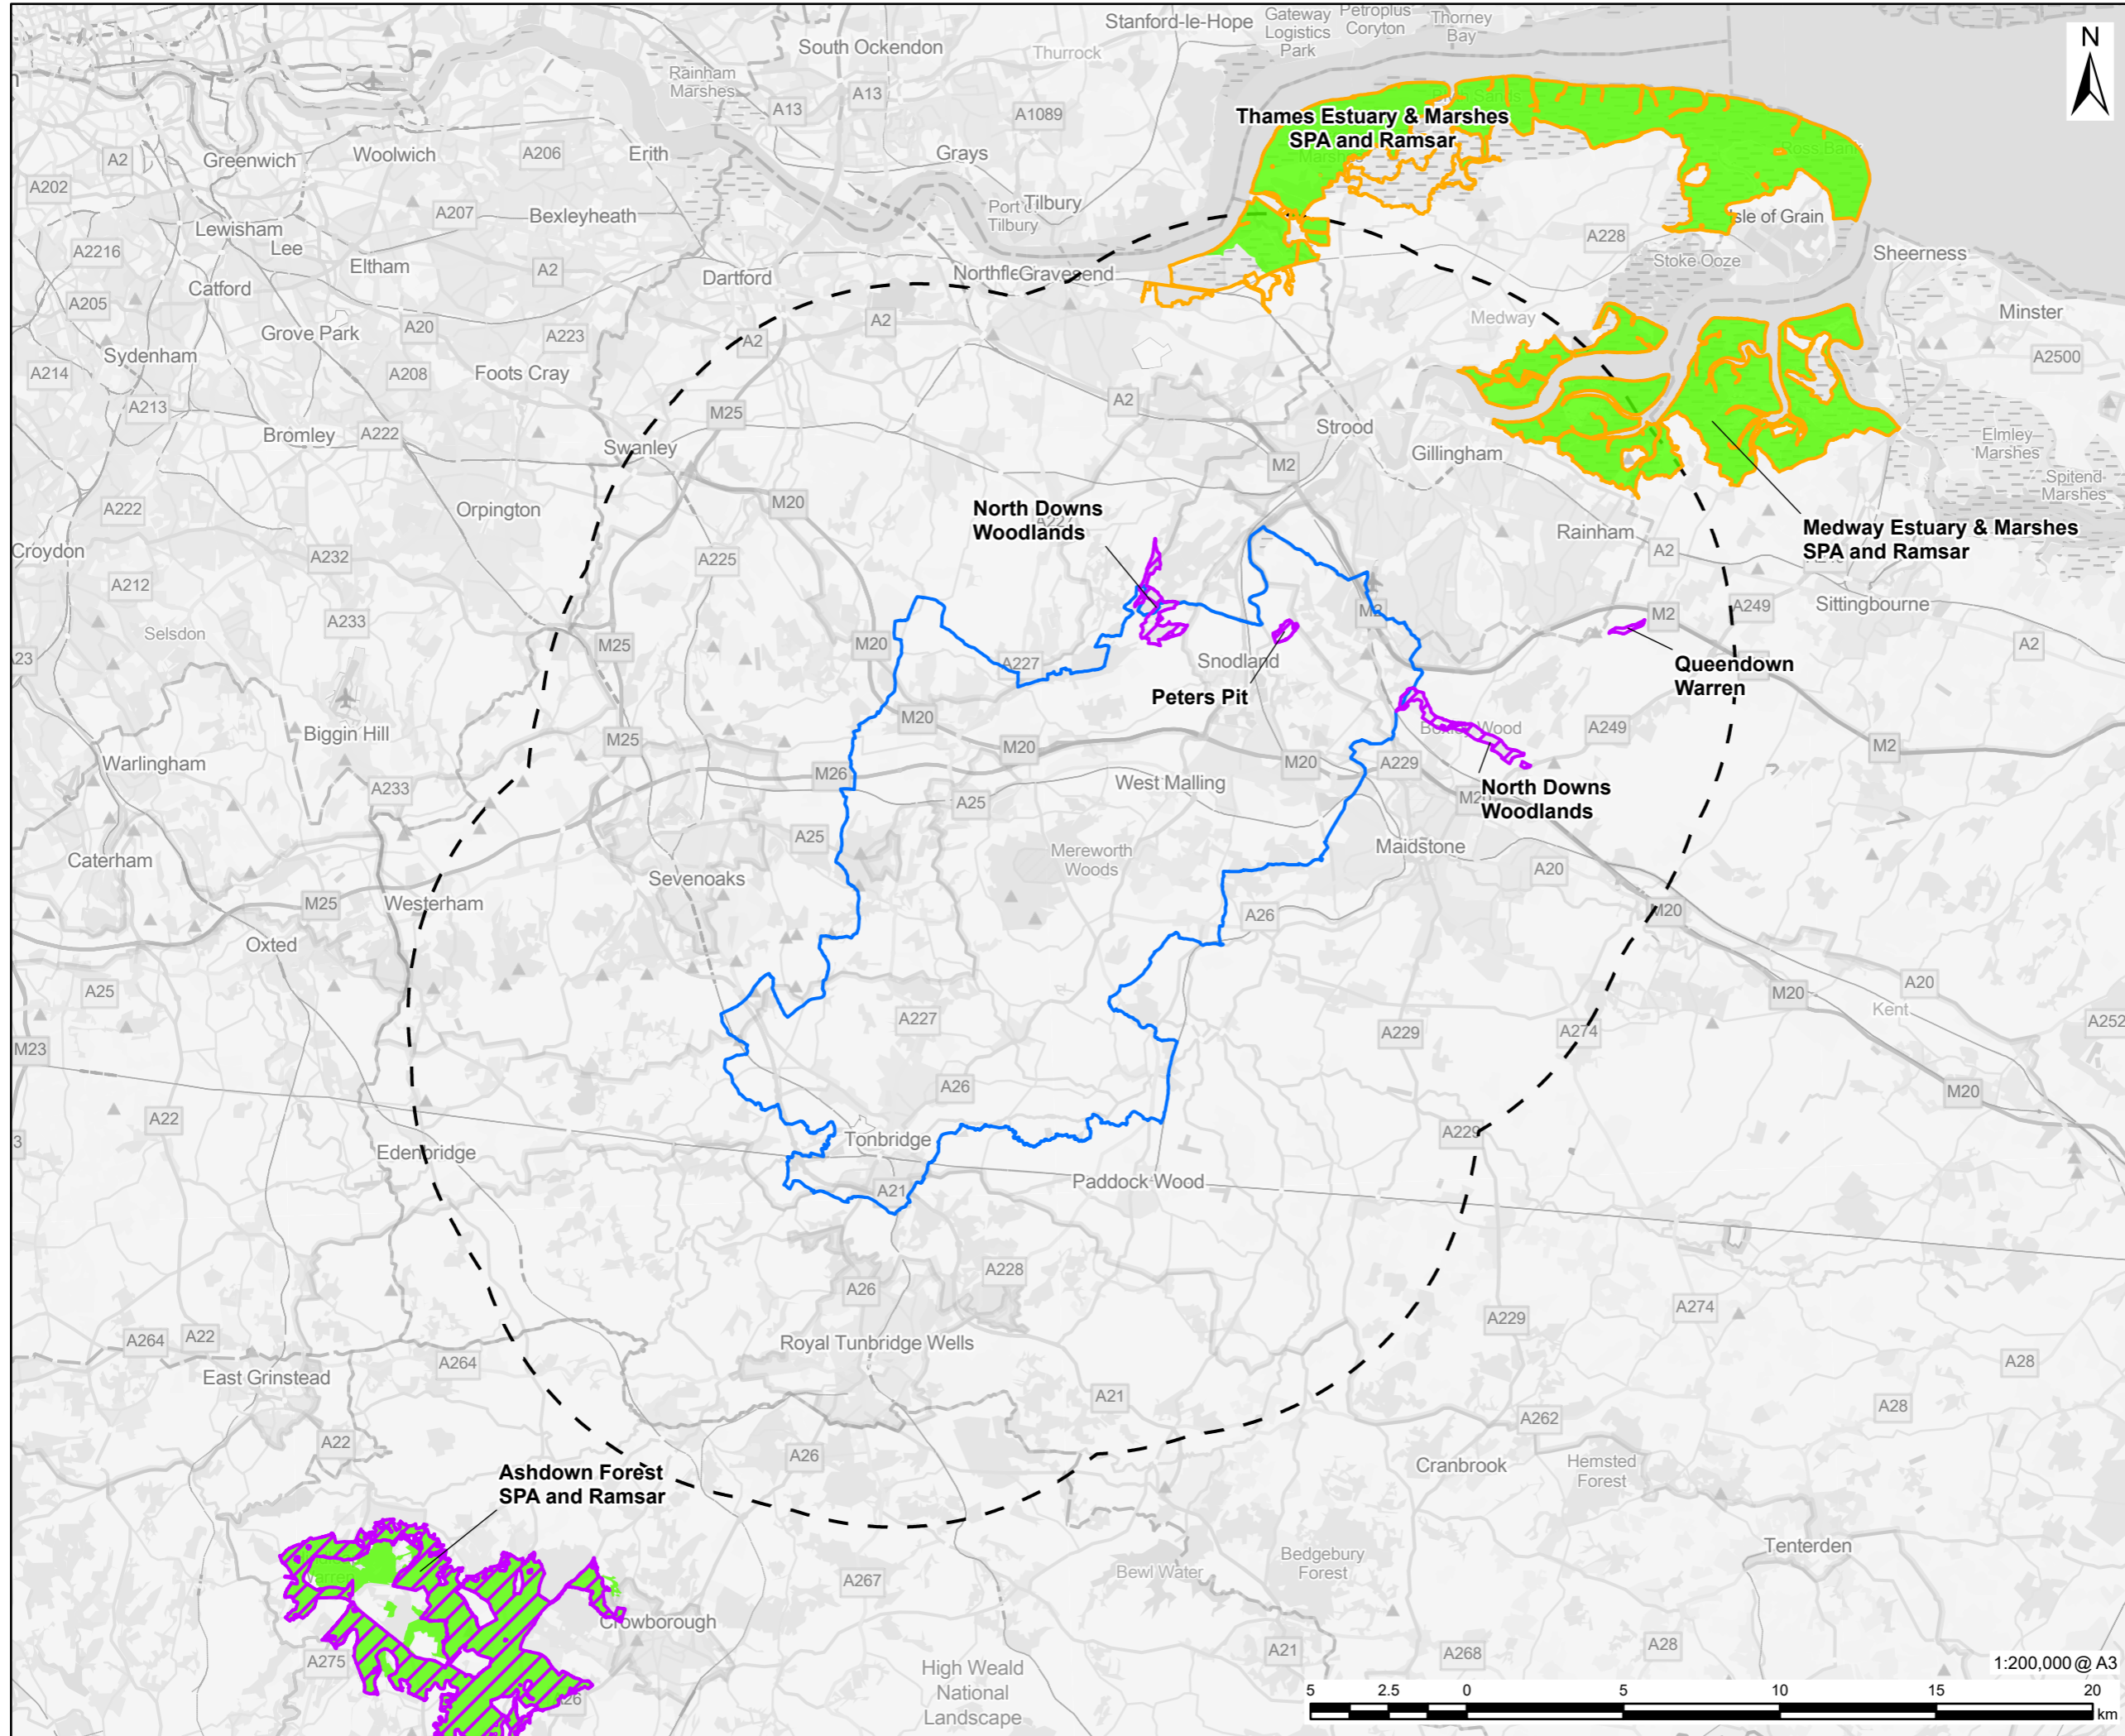 Stanford-le-Hope
Gateway
Logistics
Park
Petroplus
Coryton
Thorney
Bay
N
South Ockendon
Thurrock
Rainham
Marshes
A13
A13
A1089
Thames Estuary & Marshes
SPA and Ramsar
A2
Greenwich
Woolwich
A206
Erith
Grays
A202
A207
Bexleyheath
Port of
Tilbury
Tilbury
Isle of Grain
Lewisham
Lee
A2216
Eltham
A2
Dartford
Gravesend
A228
Stoke Ooze
Sheerness
Catford
A205
Grove Park
A20
A223
A2
A2
Medway
Minster
Sydenham
A214
A208
Foots Cray
A2500
A213
M25
A2
Bromley
A222
Swanley
Strood
Gillingham
Elmley
Marshes
M2
Spitend
Marshes
A222
Orpington
M20
North Downs
Woodlands
Medway Estuary & Marshes
SPA and Ramsar
Rainham
A2
Croydon
A232
A225
A212
A233
Selsdon
M2
M2
A249
Sittingbourne
A2
23
M25
M20
A227
Snodland
Queendown
Warren
Peters Pit
Biggin Hill
M25
M20
M20
A249
M2
Warlingham
A233
M26
A25
West Malling
M20
A229
North Downs
Woodlands
Caterham
A25
Mereworth
Woods
Maidstone
A20
Sevenoaks
M25
Westerham
A26
M20
Oxted
A25
A227
A229
A274
M20
A20
Kent
A252
M23
A26
M20
A22
Tonbridge
A229
3
Edenbridge
A21
Paddock Wood
A228
A26
A229
A274
A264
A22
Royal Tunbridge Wells
A264
East Grinstead
A28
A21
A28
A262
A22
A26
Cranbrook
Hemsted
Forest
Ashdown Forest
SPA and Ramsar
Tenterden
Bedgebury
Forest
Bewl Water
A267
Crowborough
A275
A21
A268
A28
High Weald
National
Landscape
1:200,000 @ A3
5 2.5 0 5 10 15 20
km